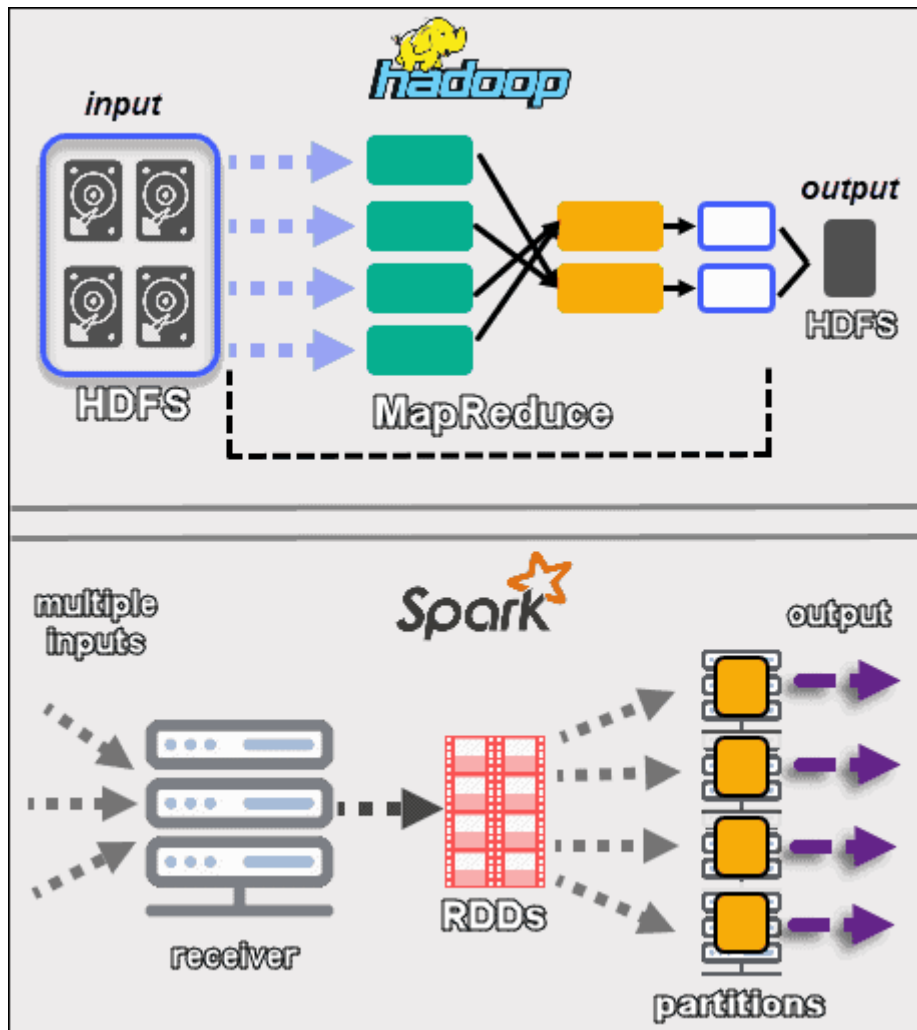 hadoop
input
output
HDFS
HDFS
MapReduce
Spark
multiple
inputs
output
RDDs
receiver
partitions